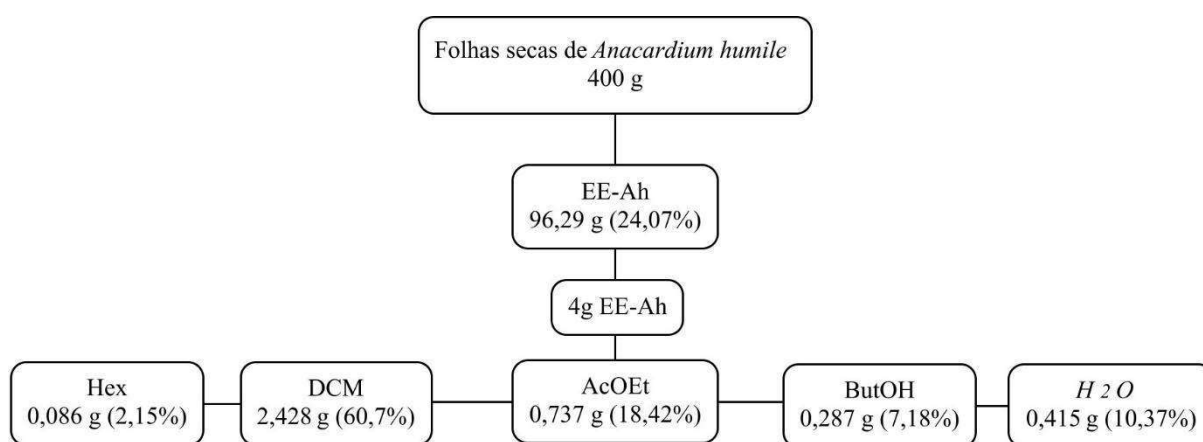 Folhas secas de Anacardium humile
400 g
EE-Ah
96,29 g (24,07%)
4g EE-Ah
Hex
0,086 g (2,15%)
DCM
2,428 g (60,7%)
AcOEt
0,737 g (18,42%)
ButOH
0,287 g (7,18%)
H 2 O
0,415 g (10,37%)